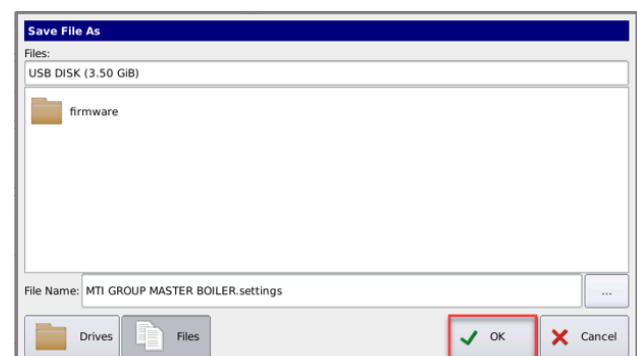 Save File As
Files:
USB DISK (3.50 GiB)
firmware
File Name: MTI GROUP MASTER BOILER.settings ...
Drives Files OK Cancel